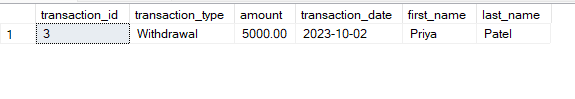 transaction_id transaction_type amount transaction_date first_name last_name
1 3 Withdrawal 5000.00 2023-10-02 Priya Patel